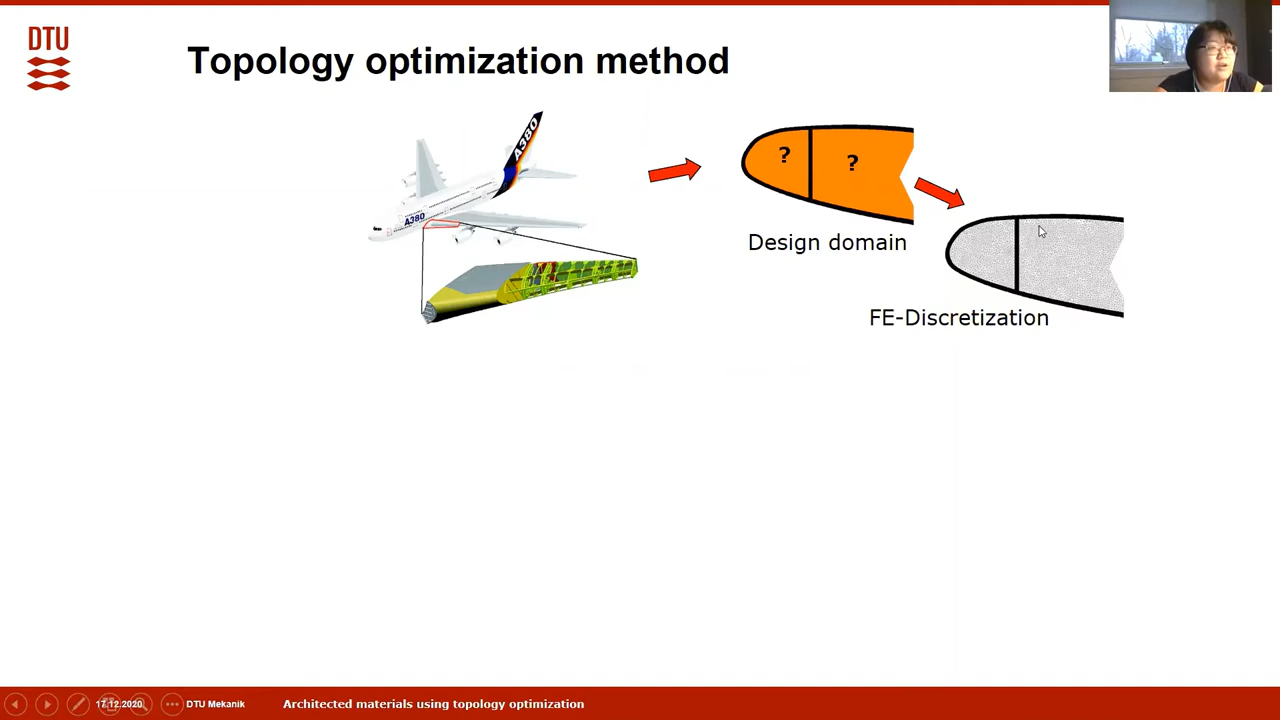 DTU
Topology optimization method
A380
A380
?
?
Design domain
FE-Discretization
17.12.2020
DTU Mekanik
Architected materials using topology optimization